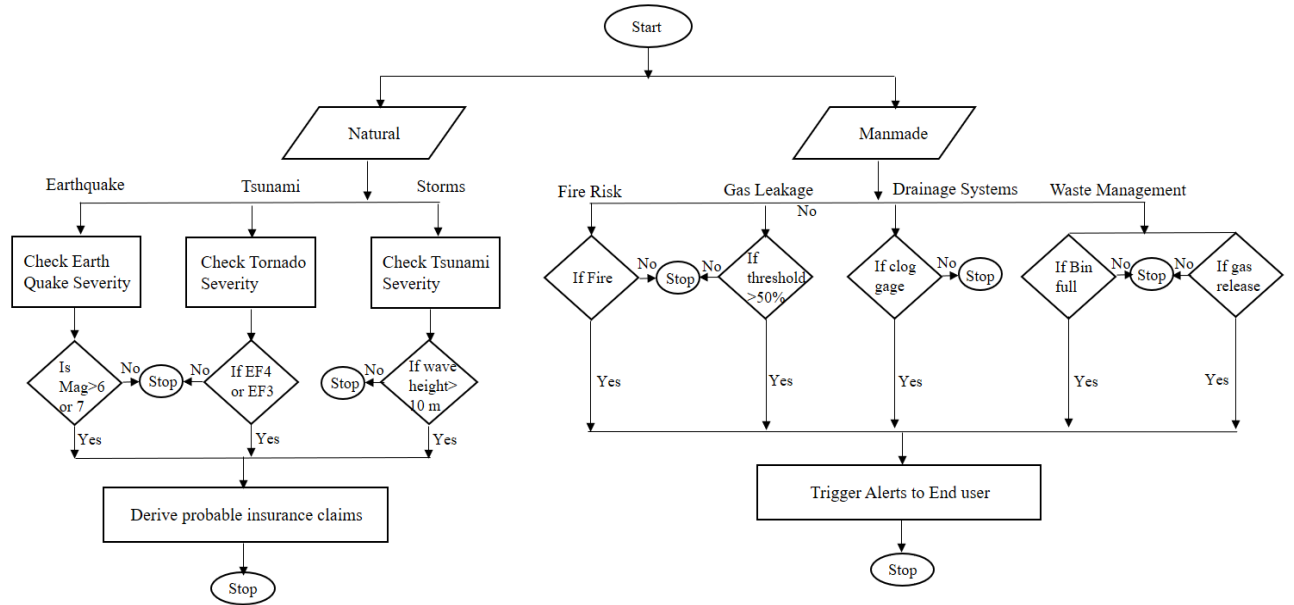 Start
Natural
Manmade
Earthquake
Tsunami
Storms
Fire Risk
Gas Leakage
Drainage Systems
Waste Management
No
Check Earth
Quake Severity
Check Tornado
Severity
Check Tsunami
Severity
If Fire
No
Stop
No
If
threshold
>50%
If clog
gage
No
Stop
If Bin
full
No
Stop
No
If gas
release
Is
Mag>6
or 7
No
Stop
No
If EF4
or EF3
Stop
No
If wave
height>
10 m
Yes
Yes
Yes
Yes
Yes
Yes
Yes
Yes
Derive probable insurance claims
Trigger Alerts to End user
Stop
Stop